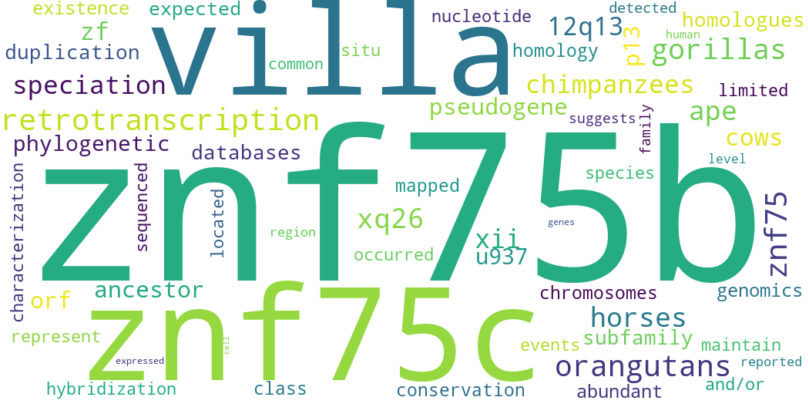 existence
expected
villa
nucleotide
detected
zf
12q13
homologues
duplication
common
situ
homology
p13
human
gorillas
speciation
chimpanzees
limited
retrotranscription
pseudogene
suggests
ape
family
cows
phylogenetic
databases
level
characterization
sequenced
located
mapped
species
znf75
znf75b
xq26
genes
region
occurred
xii
u937
ancestor
chromosomes
genomics
orf
znf75c
horses
represent
cell
events
subfamily
maintain
expressed
orangutans
reported
hybridization
class
conservation
abundant
and/or